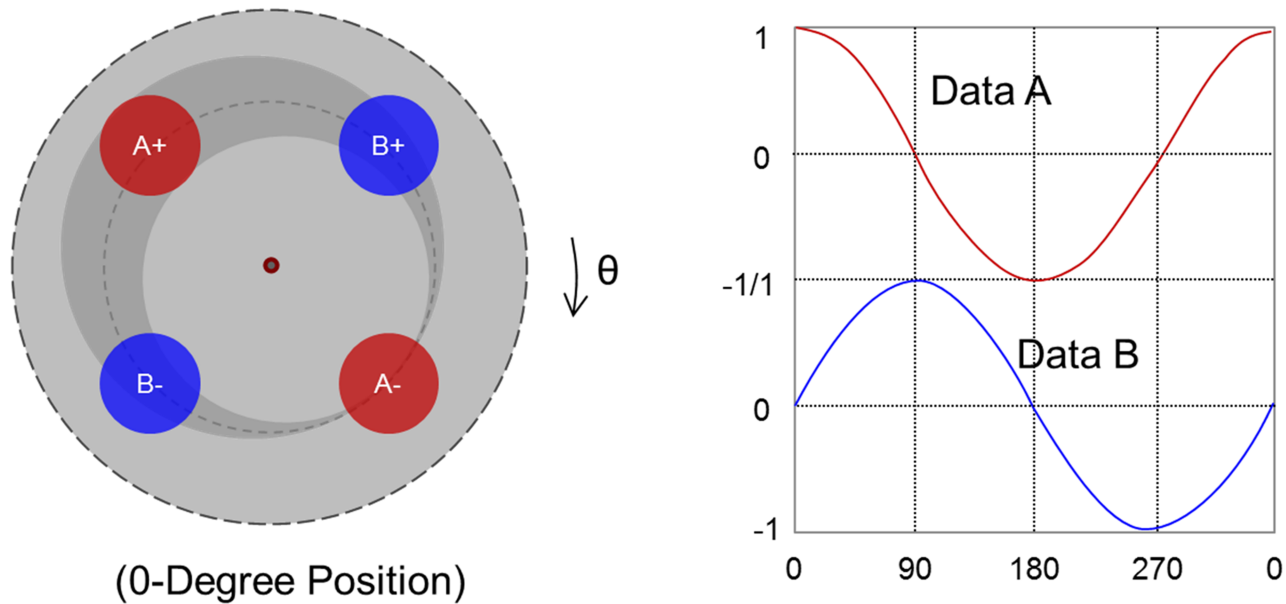 A+
B+
B-
A-
θ
(0-Degree Position)
1
Data A
0
-1/1
Data B
0
-1
0 90 180 270 0